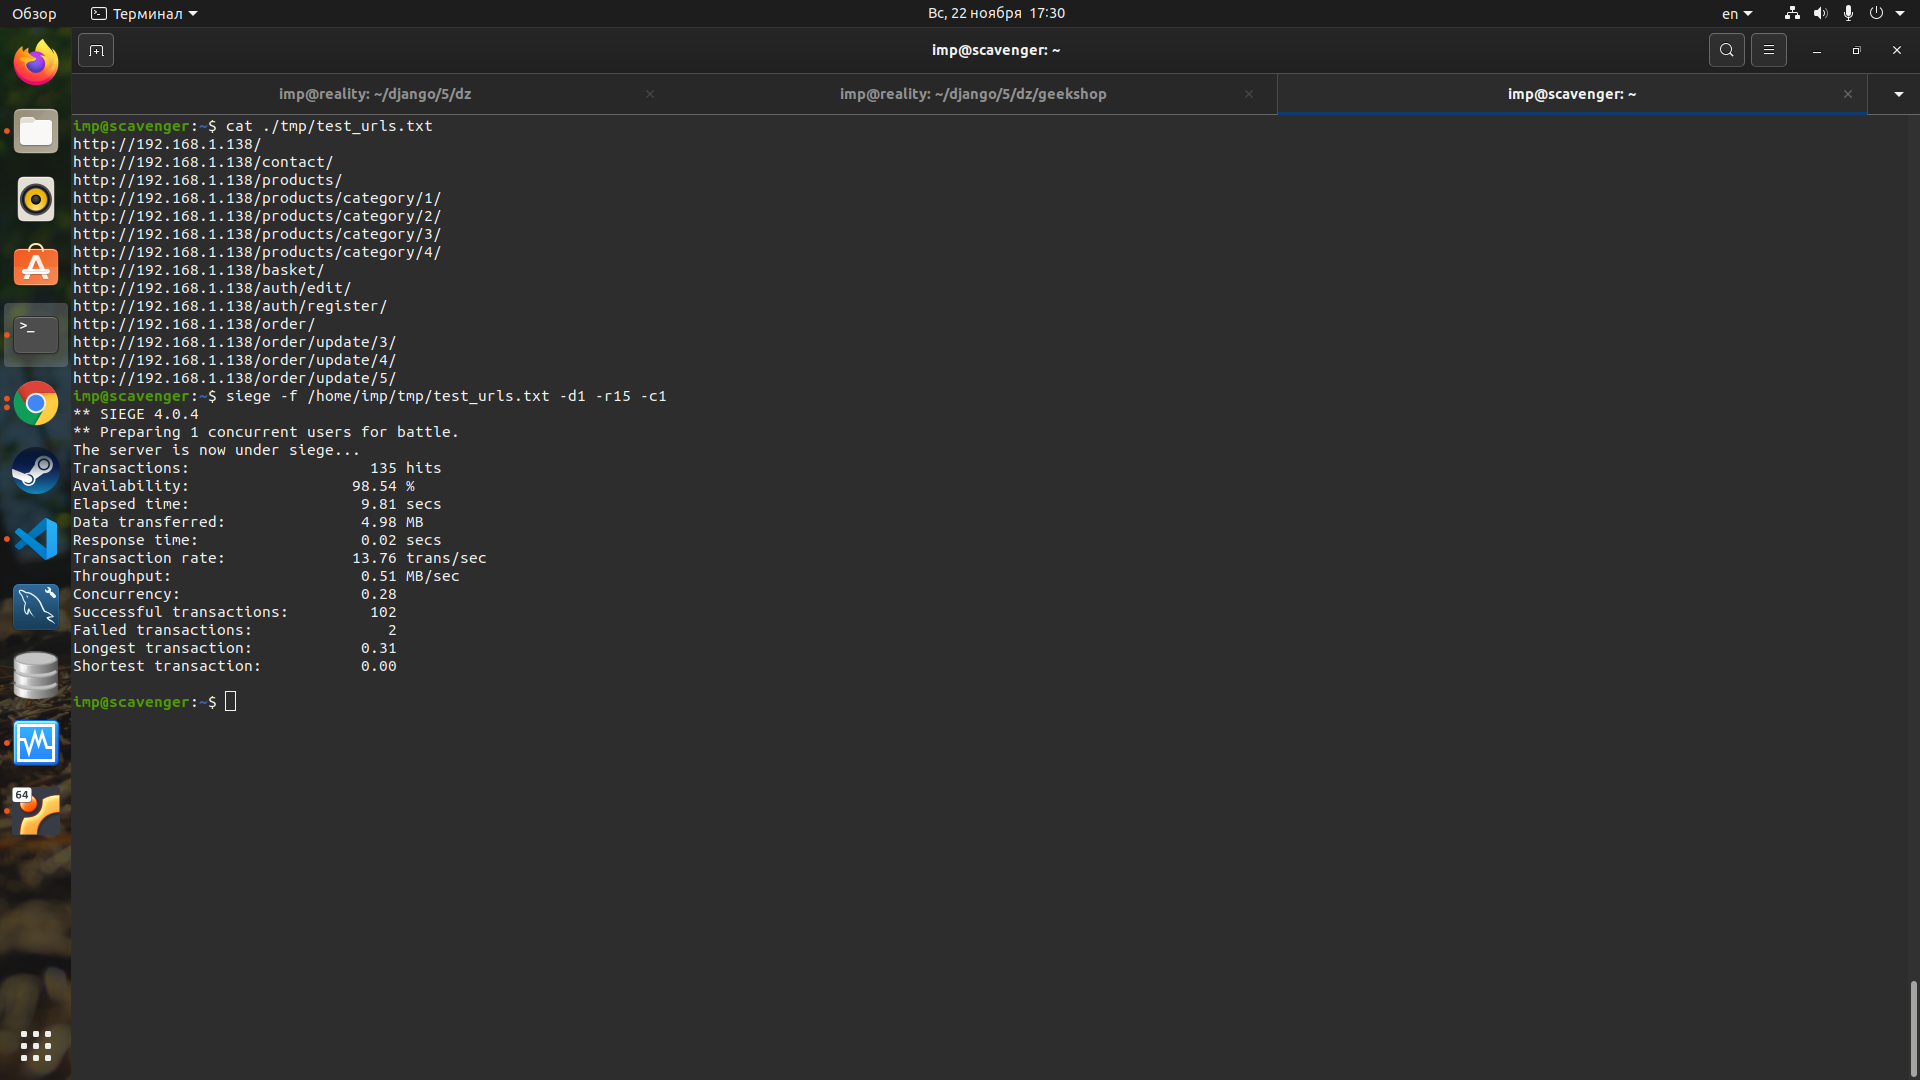 Обзор
Терминал
Вс, 22 ноября 17:30
en
imp@scavenger: ~
imp@reality: ~/django/5/dz
imp@reality: ~/django/5/dz/geekshop
imp@scavenger: ~
imp@scavenger:~$ cat ./tmp/test_urls.txt
http://192.168.1.138/
http://192.168.1.138/contact/
http://192.168.1.138/products/
http://192.168.1.138/products/category/1/
http://192.168.1.138/products/category/2/
http://192.168.1.138/products/category/3/
http://192.168.1.138/products/category/4/
http://192.168.1.138/basket/
http://192.168.1.138/auth/edit/
http://192.168.1.138/auth/register/
http://192.168.1.138/order/
http://192.168.1.138/order/update/3/
http://192.168.1.138/order/update/4/
http://192.168.1.138/order/update/5/
imp@scavenger:~$ siege -f /home/imp/tmp/test_urls.txt -d1 -r15 -c1
** SIEGE 4.0.4
** Preparing 1 concurrent users for battle.
The server is now under siege...
Transactions: 135 hits
Availability: 98.54 %
Elapsed time: 9.81 secs
Data transferred: 4.98 MB
Response time: 0.02 secs
Transaction rate: 13.76 trans/sec
Throughput: 0.51 MB/sec
Concurrency: 0.28
Successful transactions: 102
Failed transactions: 2
Longest transaction: 0.31
Shortest transaction: 0.00
imp@scavenger:~$
64